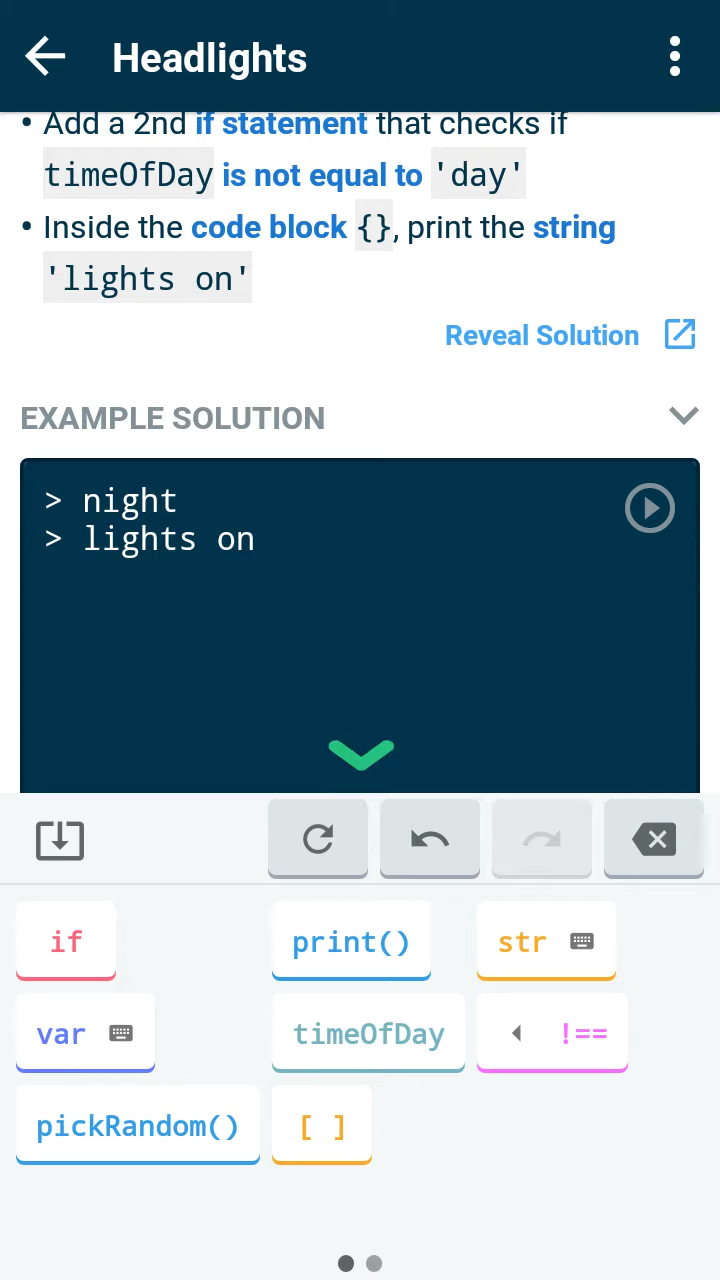 Headlights
• Add a 2nd if statement that checks if
timeOfDay is not equal to 'day'
• Inside the code block {}, print the string
'lights on'
Reveal Solution
EXAMPLE SOLUTION
> night
> lights on
if print() str
var timeOfDay !==
pickRandom() [ ]